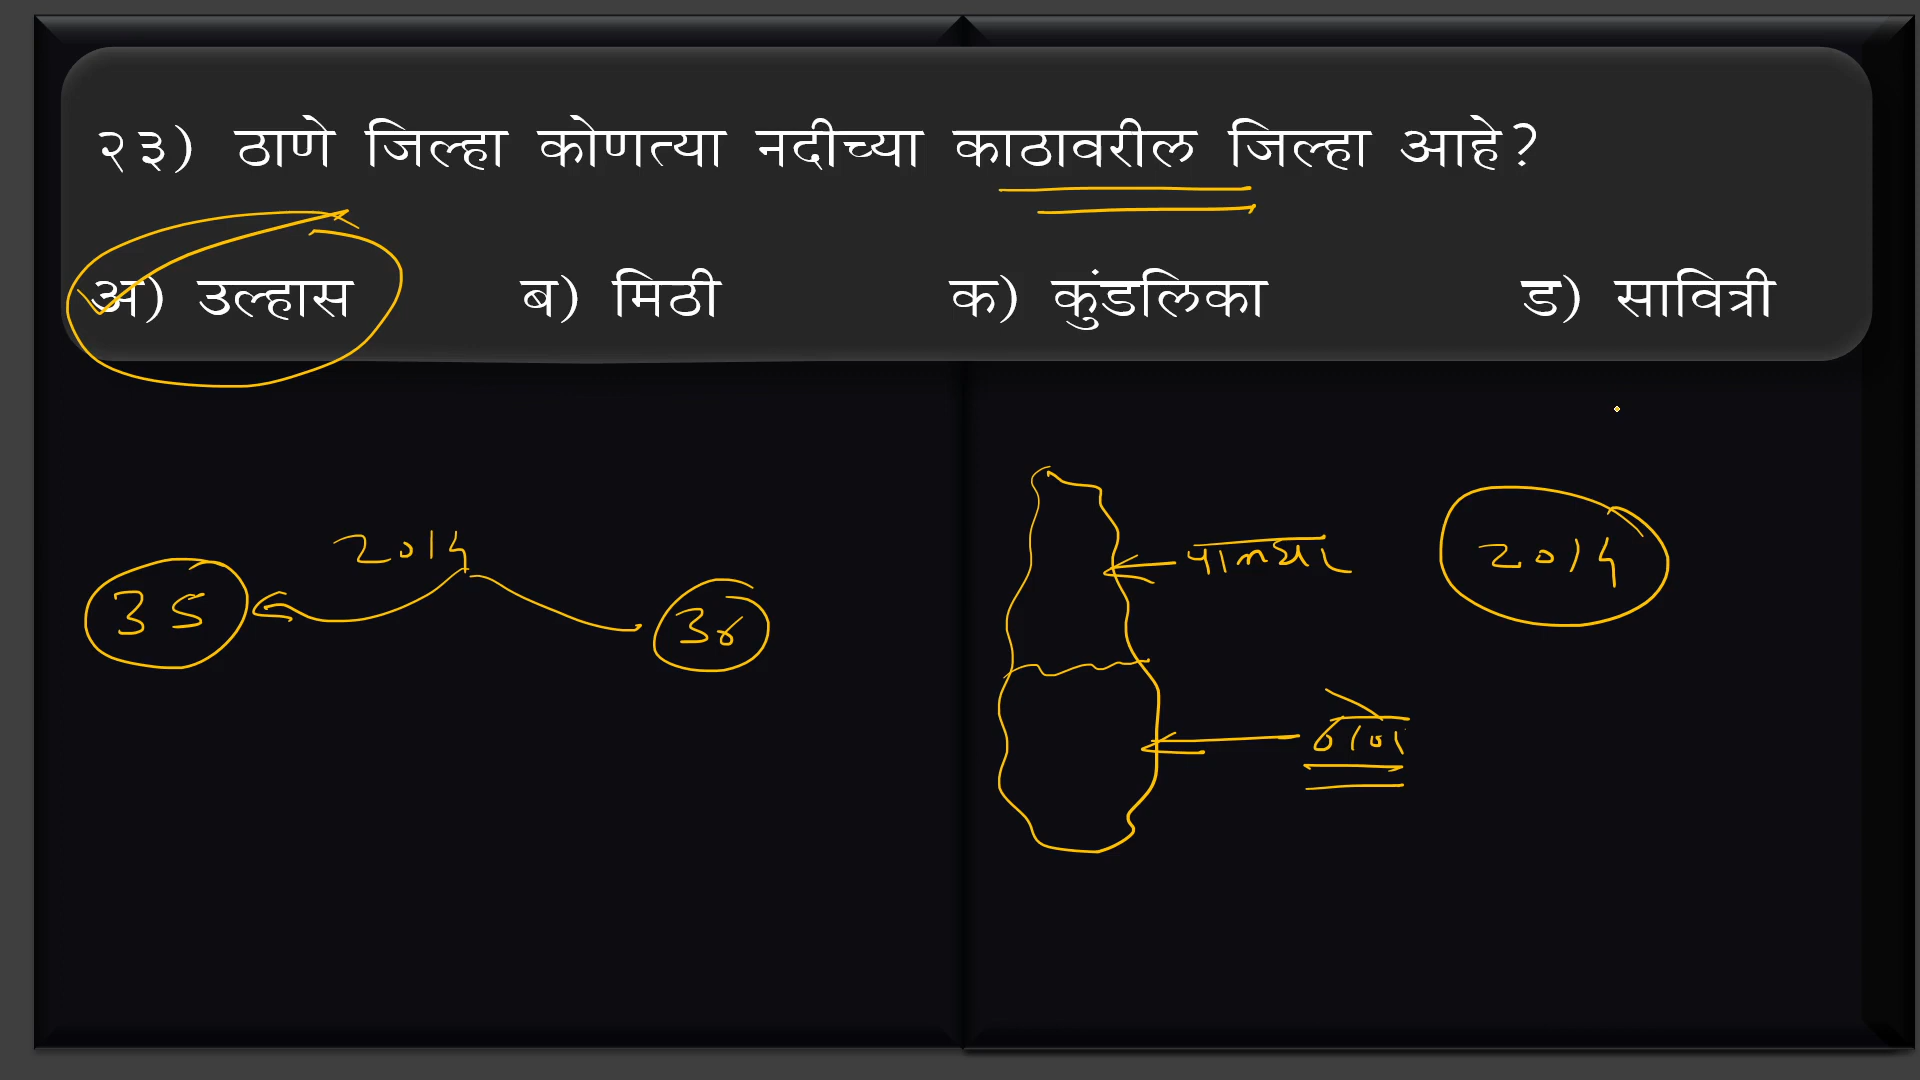 २३) ठाणे जिल्हा कोणत्या नदीच्या काठावरील जिल्हा आहे?
अ) उल्हास ब) मिठी क) कुंडलिका ड) सावित्री
2014
35
36
पालघर
2014
ठाणे